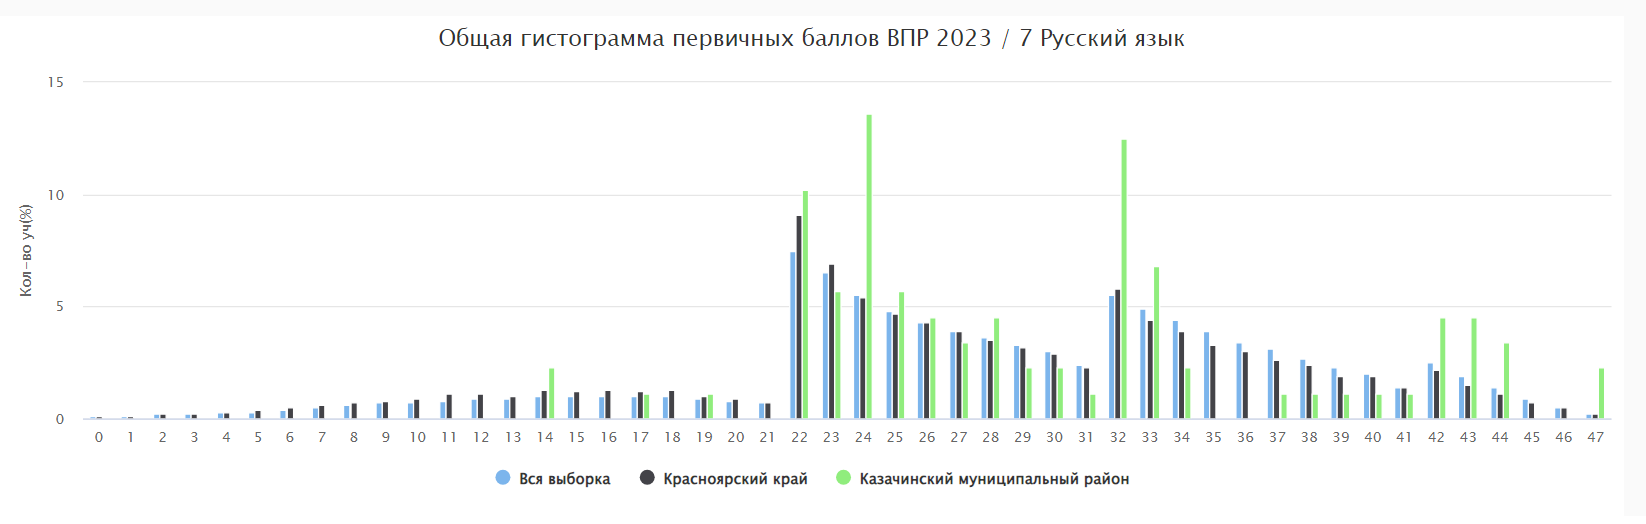 Общая гистограмма первичных баллов ВПР 2023 / 7 Русский язык
15
10
5
0
Кол-во уч(%)
0 1 2 3 4 5 6 7 8 9 10 11 12 13 14 15 16 17 18 19 20 21 22 23 24 25 26 27 28 29 30 31 32 33 34 35 36 37 38 39 40 41 42 43 44 45 46 47
Вся выборка Красноярский край Казачинский муниципальный район